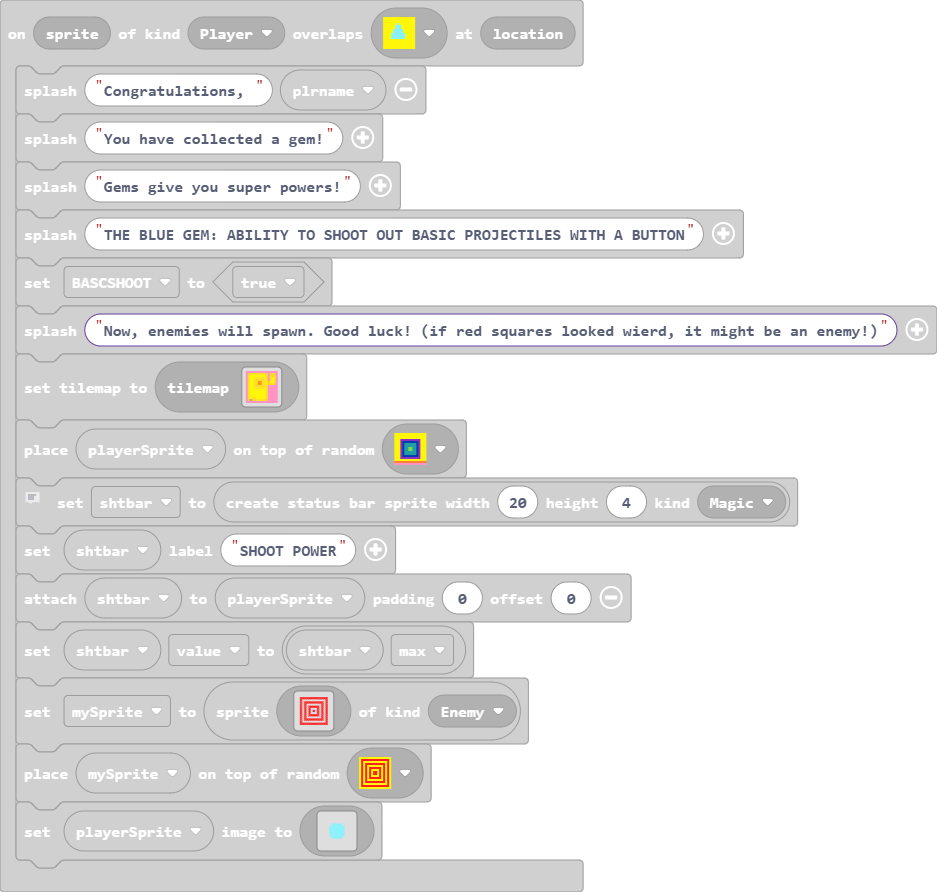 on sprite of kind Player overlaps at location
splash "Congratulations, " plrname
splash "You have collected a gem!"
splash "Gems give you super powers!"
splash "THE BLUE GEM: ABILITY TO SHOOT OUT BASIC PROJECTILES WITH A BUTTON"
set BASCSHOOT to true
splash "Now, enemies will spawn. Good luck! (if red squares looked wierd, it might be an enemy!)"
set tilemap to tilemap
place playerSprite on top of random
set shtbar to create status bar sprite width 20 height 4 kind Magic
set shtbar label "SHOOT POWER"
attach shtbar to playerSprite padding 0 offset 0
set shtbar value to shtbar max
set mySprite to sprite of kind Enemy
place mySprite on top of random
set playerSprite image to